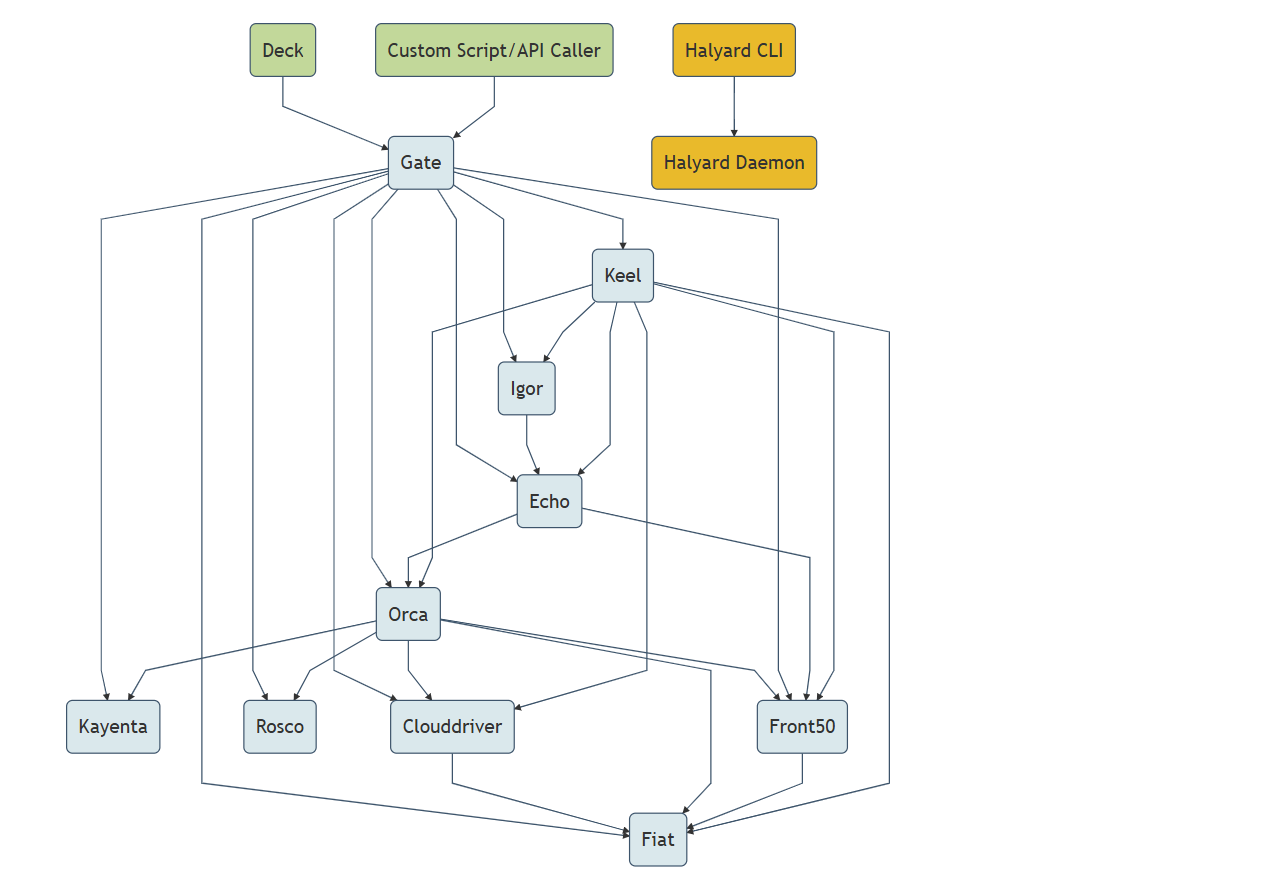 Deck
Custom Script/API Caller
Halyard CLI
Gate
Halyard Daemon
Keel
Igor
Echo
Orca
Kayenta
Rosco
Clouddriver
Front50
Fiat